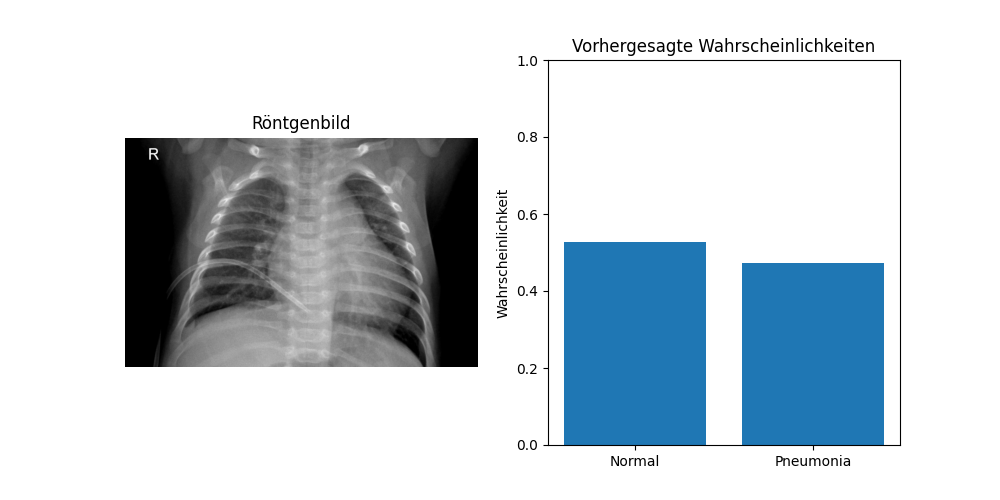 Röntgenbild
R
Vorhergesagte Wahrscheinlichkeiten
Wahrscheinlichkeit
1.0
0.8
0.6
0.4
0.2
0.0
Normal
Pneumonia